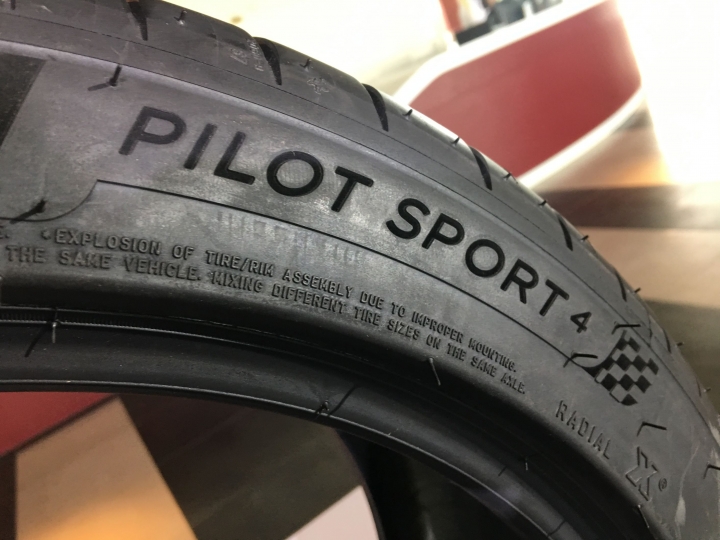 PILOT SPORT 4
•EXPLOSION OF TIRE/RIM ASSEMBLY DUE TO IMPROPER MOUNTING.
THE SAME VEHICLE. •MIXING DIFFERENT TIRE SIZES ON THE SAME AXLE.
RADIAL X®